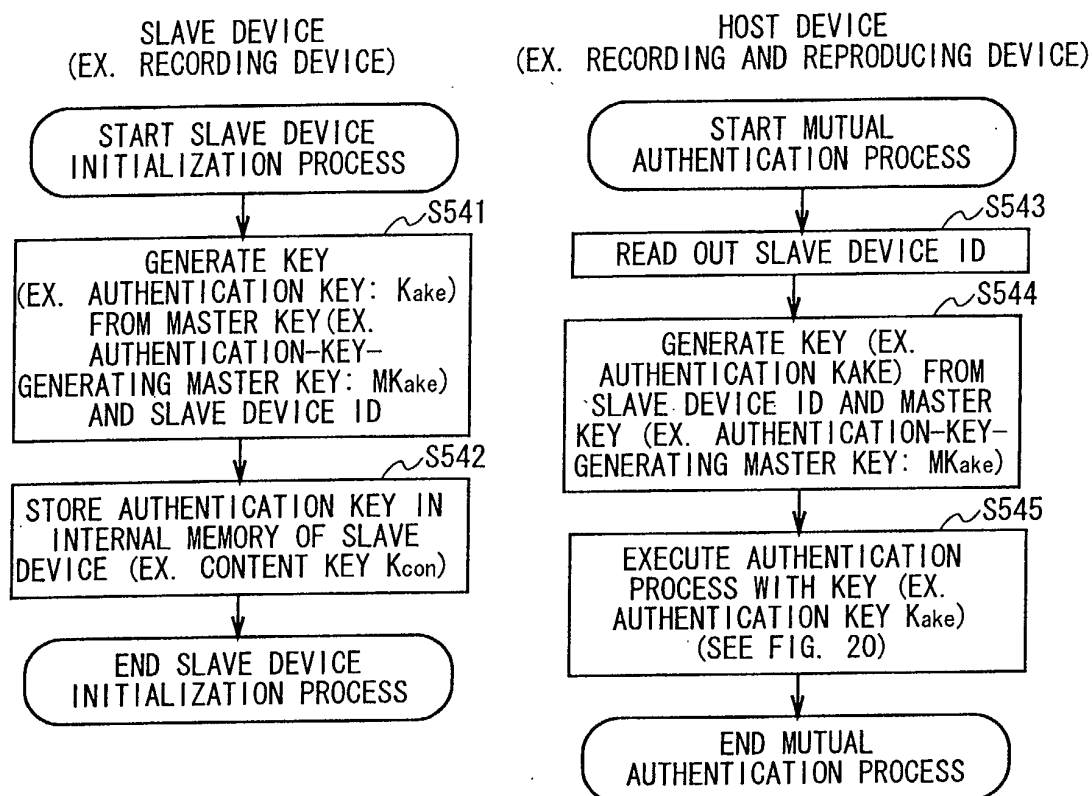 SLAVE DEVICE
(EX. RECORDING DEVICE)
START SLAVE DEVICE
INITIALIZATION PROCESS
S541
GENERATE KEY
(EX. AUTHENTICATION KEY: Kake)
FROM MASTER KEY(EX.
AUTHENTICATION-KEY-
GENERATING MASTER KEY: MKake)
AND SLAVE DEVICE ID
S542
STORE AUTHENTICATION KEY IN
INTERNAL MEMORY OF SLAVE
DEVICE (EX. CONTENT KEY Kcon)
END SLAVE DEVICE
INITIALIZATION PROCESS
HOST DEVICE
(EX. RECORDING AND REPRODUCING DEVICE)
START MUTUAL
AUTHENTICATION PROCESS
S543
READ OUT SLAVE DEVICE ID
S544
GENERATE KEY (EX.
AUTHENTICATION KAKE) FROM
SLAVE DEVICE ID AND MASTER
KEY (EX. AUTHENTICATION-KEY-
GENERATING MASTER KEY: MKake)
S545
EXECUTE AUTHENTICATION
PROCESS WITH KEY (EX.
AUTHENTICATION KEY Kake)
(SEE FIG. 20)
END MUTUAL
AUTHENTICATION PROCESS